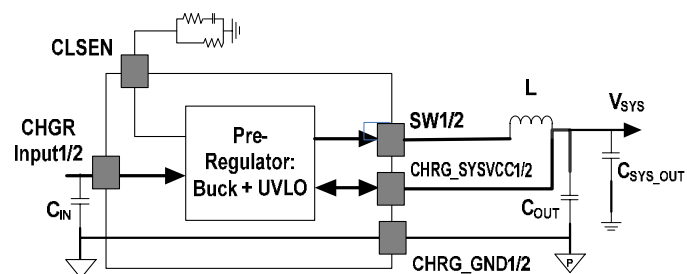 CLSEN
L
CHGR
Input1/2
Pre-
Regulator:
Buck + UVLO
SW1/2
VSYS
CHRG_SYSVCC1/2
CSYS_OUT
CIN
COUT
CHRG_GND1/2
P